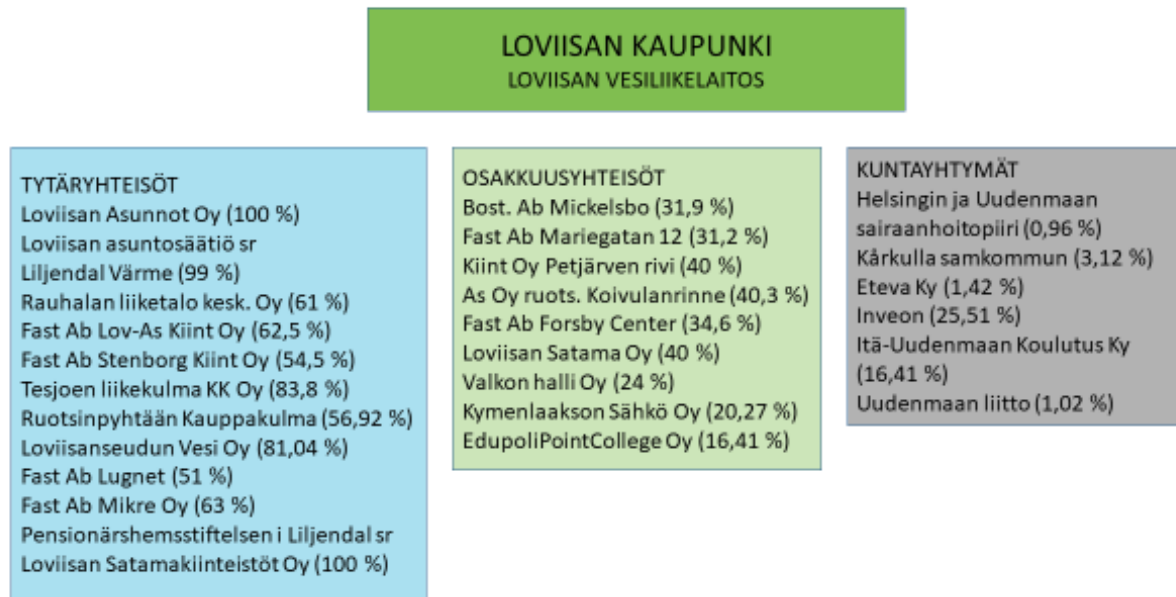 LOVIISAN KAUPUNKI
LOVIISAN VESILIIKELAITOS
TYTÄRYHTEISÖT
Loviisan Asunnot Oy (100 %)
Loviisan asuntosäätiö sr
Liljendal Värme (99 %)
Rauhalan liiketalo kesk. Oy (61 %)
Fast Ab Lov-As Kiint Oy (62,5 %)
Fast Ab Stenborg Kiint Oy (54,5 %)
Tesjoen liikekulma KK Oy (83,8 %)
Ruotsinpyhtään Kauppakulma (56,92 %)
Loviisanseudun Vesi Oy (81,04 %)
Fast Ab Lugnet (51 %)
Fast Ab Mikre Oy (63 %)
Pensionärshemsstiftelsen i Liljendal sr
Loviisan Satamakiinteistöt Oy (100 %)
OSAKKUUSYHTEISÖT
Bost. Ab Mickelsbo (31,9 %)
Fast Ab Mariegatan 12 (31,2 %)
Kiint Oy Petjärven rivi (40 %)
As Oy ruots. Koivulanrinne (40,3 %)
Fast Ab Forsby Center (34,6 %)
Loviisan Satama Oy (40 %)
Valkon halli Oy (24 %)
Kymenlaakson Sähkö Oy (20,27 %)
EdupoliPointCollege Oy (16,41 %)
KUNTAYHTYMÄT
Helsingin ja Uudenmaan
sairaanhoitopiiri (0,96 %)
Kårkulla samkommun (3,12 %)
Eteva Ky (1,42 %)
Inveon (25,51 %)
Itä-Uudenmaan Koulutus Ky
(16,41 %)
Uudenmaan liitto (1,02 %)